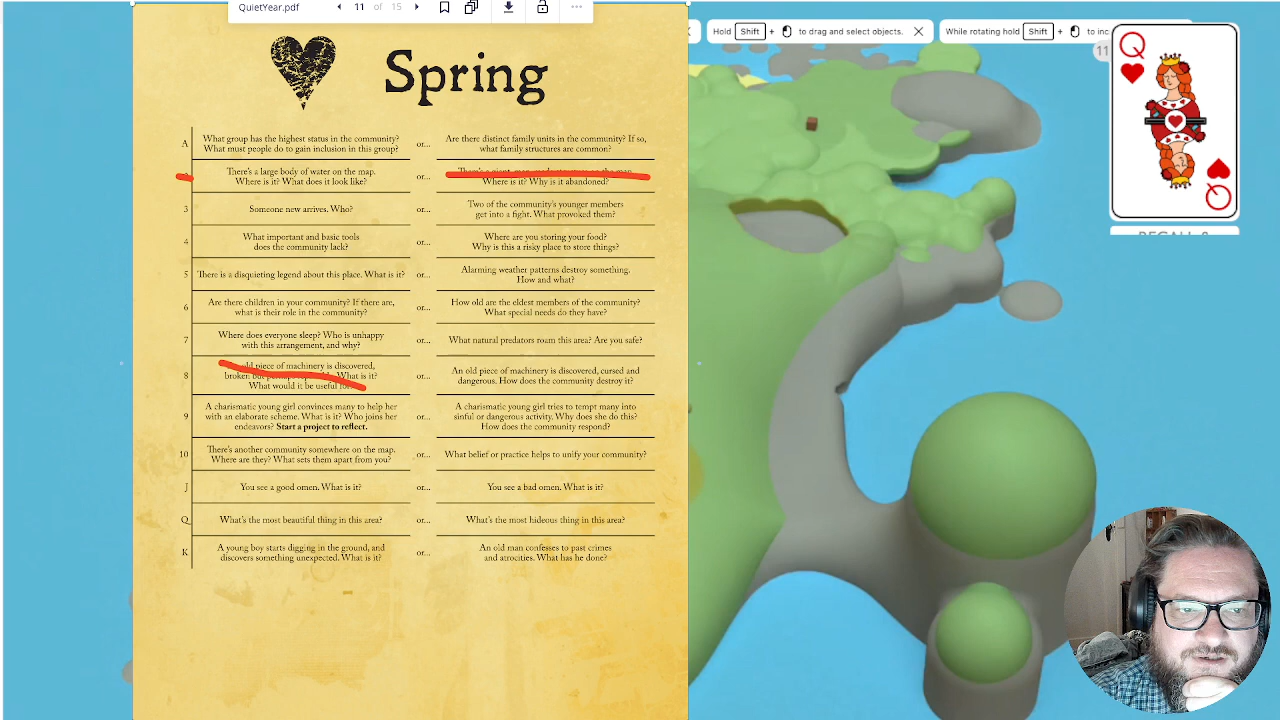 QuietYear.pdf
11 of 15
Hold Shift + to drag and select objects.
While rotating hold Shift + to inc
11
Q
Q
Spring
A What group has the highest status in the community? or... Are there distinct family units in the community? If so,
What must people do to gain inclusion in this group? what family structures are common?
There's a large body of water on the map. or...
Where is it? What does it look like? Where is it? Why is it abandoned?
3 Someone new arrives. Who? or... Two of the community's younger members
get into a fight. What provoked them?
4 What important and basic tools or... Where are you storing your food?
does the community lack? Why is this a risky place to store things?
5 There is a disquieting legend about this place. What is it? or... Alarming weather patterns destroy something.
How and what?
6 Are there children in your community? If there are, or... How old are the eldest members of the community?
what is their role in the community? What special needs do they have?
7 Where does everyone sleep? Who is unhappy or... What natural predators roam this area? Are you safe?
with this arrangement, and why?
8 old piece of machinery is discovered, or... An old piece of machinery is discovered, cursed and
broken What is it? dangerous. How does the community destroy it?
What would it be useful
9 A charismatic young girl convinces many to help her or... A charismatic young girl tries to tempt many into
with an elaborate scheme. What is it? Who joins her sinful or dangerous activity. Why does she do this?
endeavors? Start a project to reflect. How does the community respond?
10 There's another community somewhere on the map. or... What belief or practice helps to unify your community?
Where are they? What sets them apart from you?
J You see a good omen. What is it? or... You see a bad omen. What is it?
Q What's the most beautiful thing in this area? or... What's the most hideous thing in this area?
K A young boy starts digging in the ground, and or... An old man confesses to past crimes
discovers something unexpected. What is it? and atrocities. What has he done?